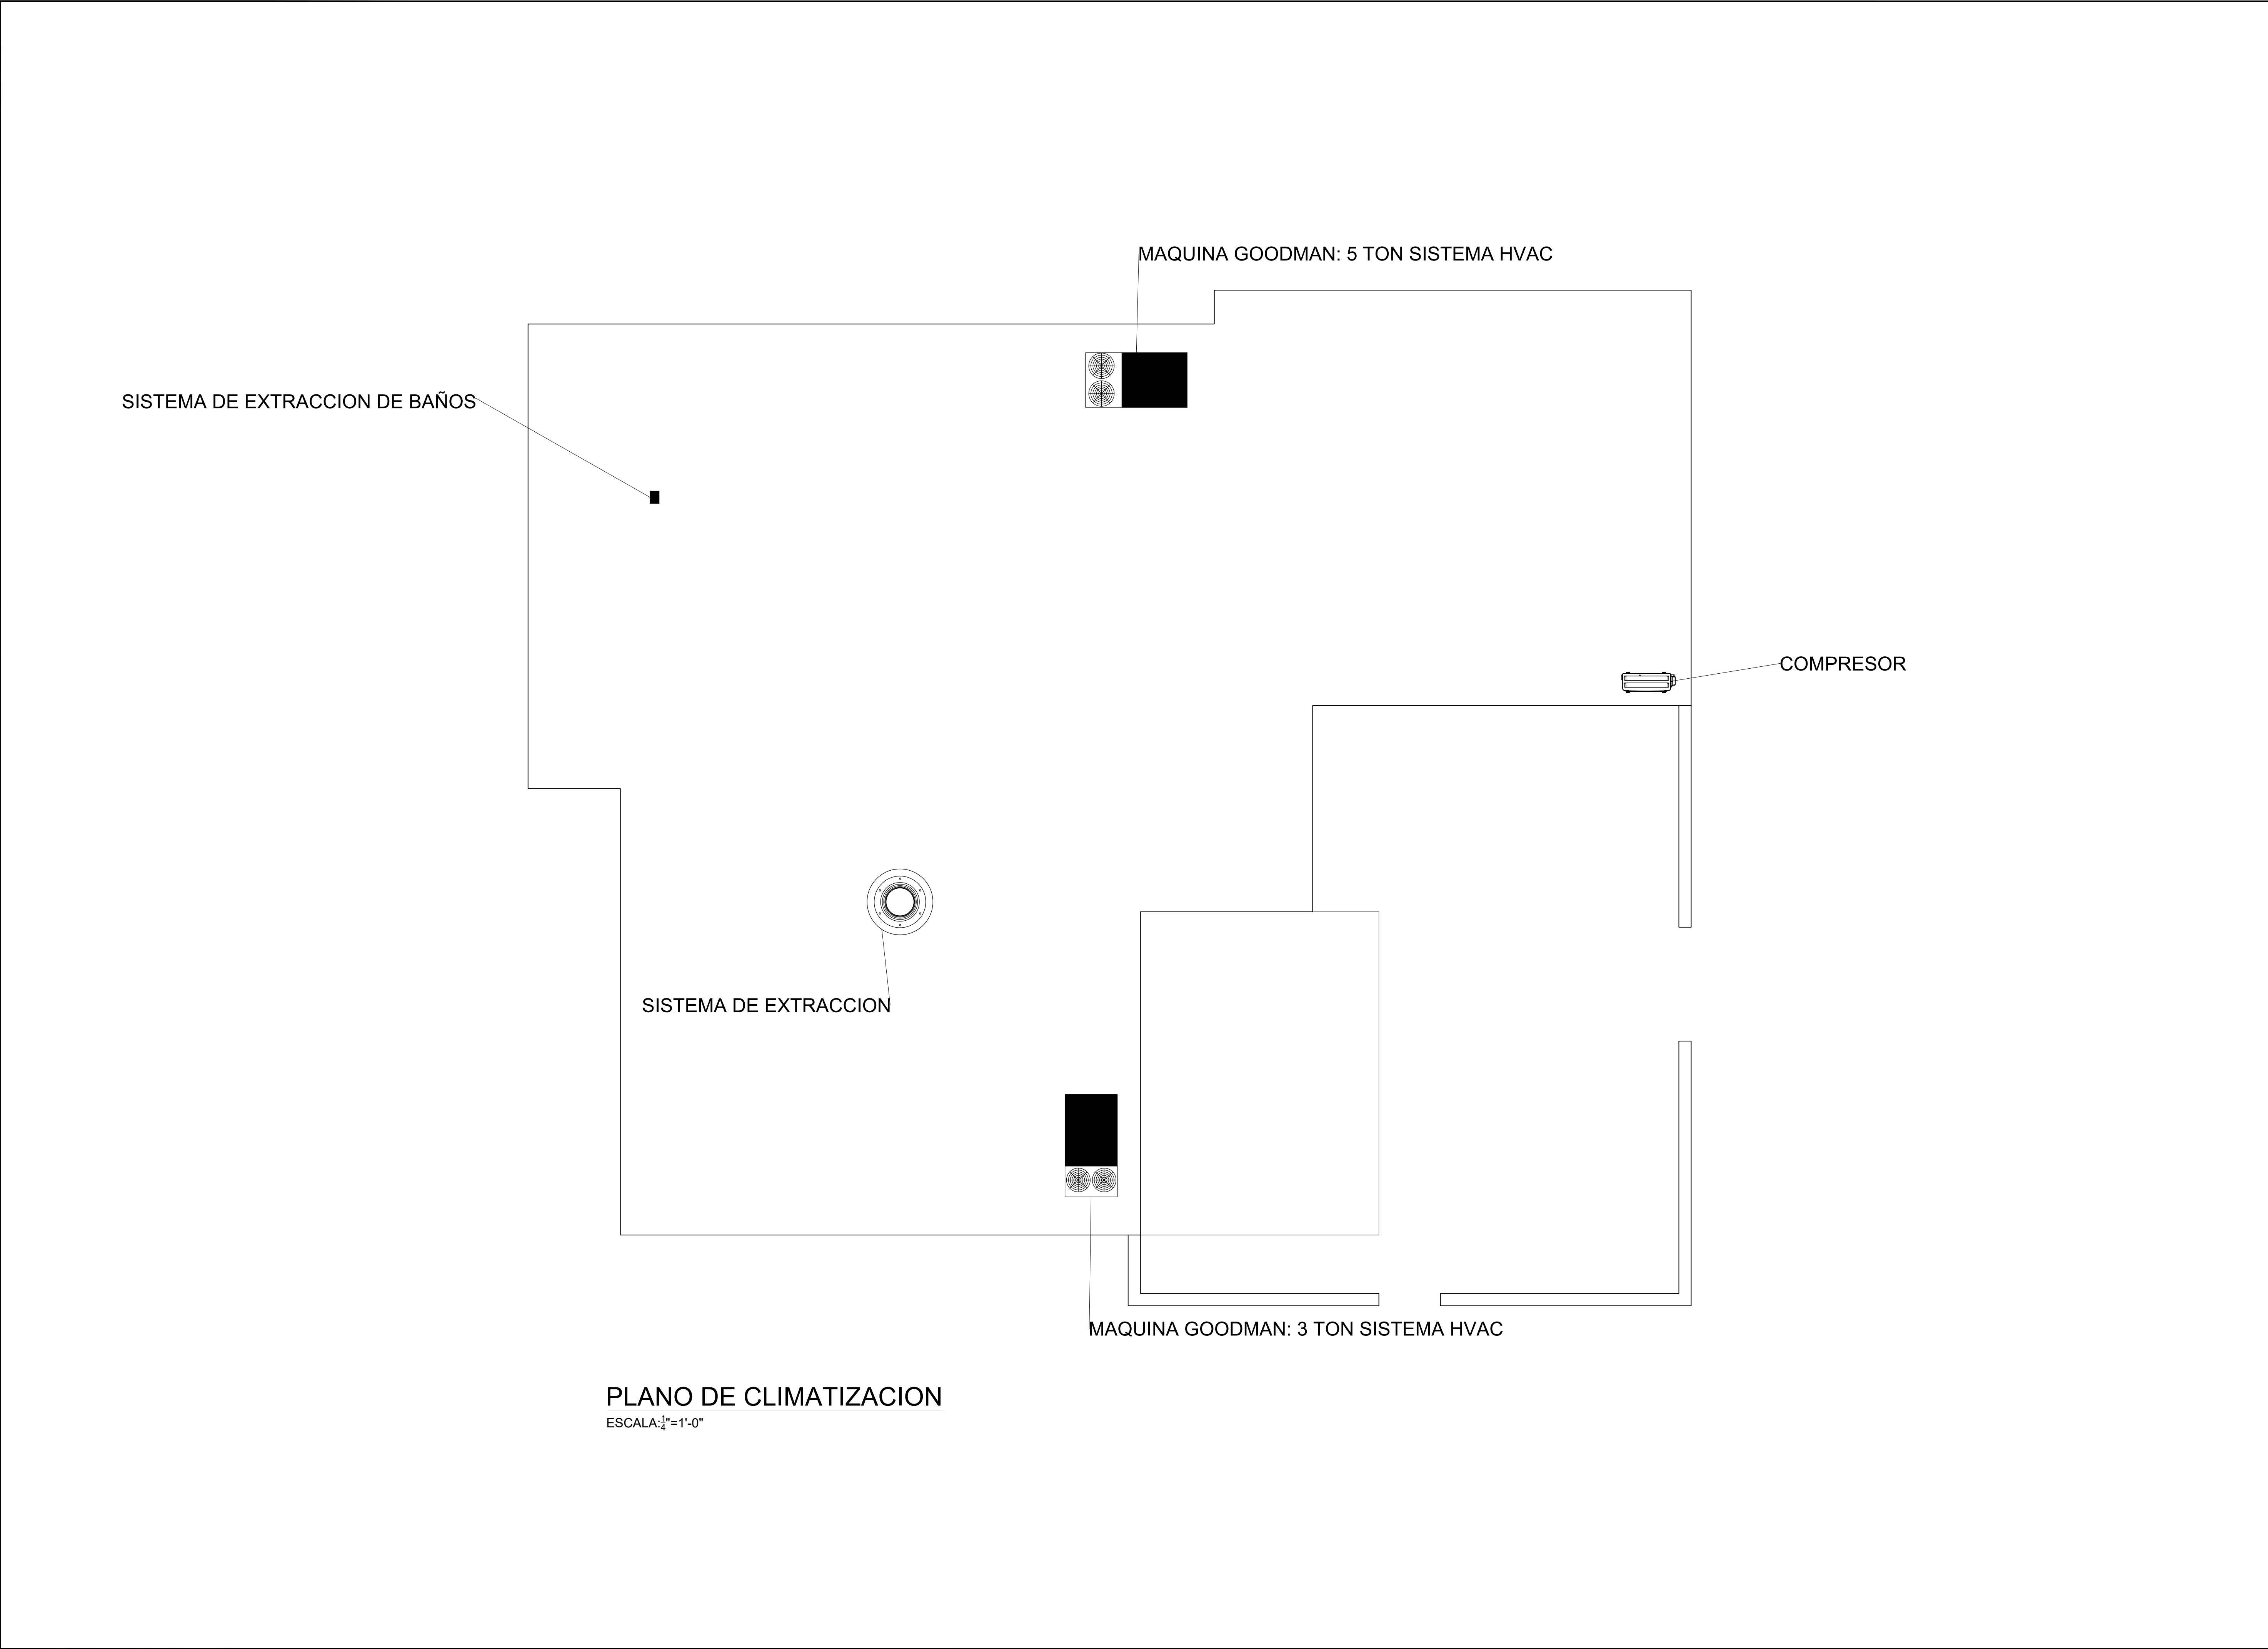 MAQUINA GOODMAN: 5 TON SISTEMA HVAC
SISTEMA DE EXTRACCION DE BAÑOS
COMPRESOR
SISTEMA DE EXTRACCION
MAQUINA GOODMAN: 3 TON SISTEMA HVAC
PLANO DE CLIMATIZACION
ESCALA:1/4"=1'-0"